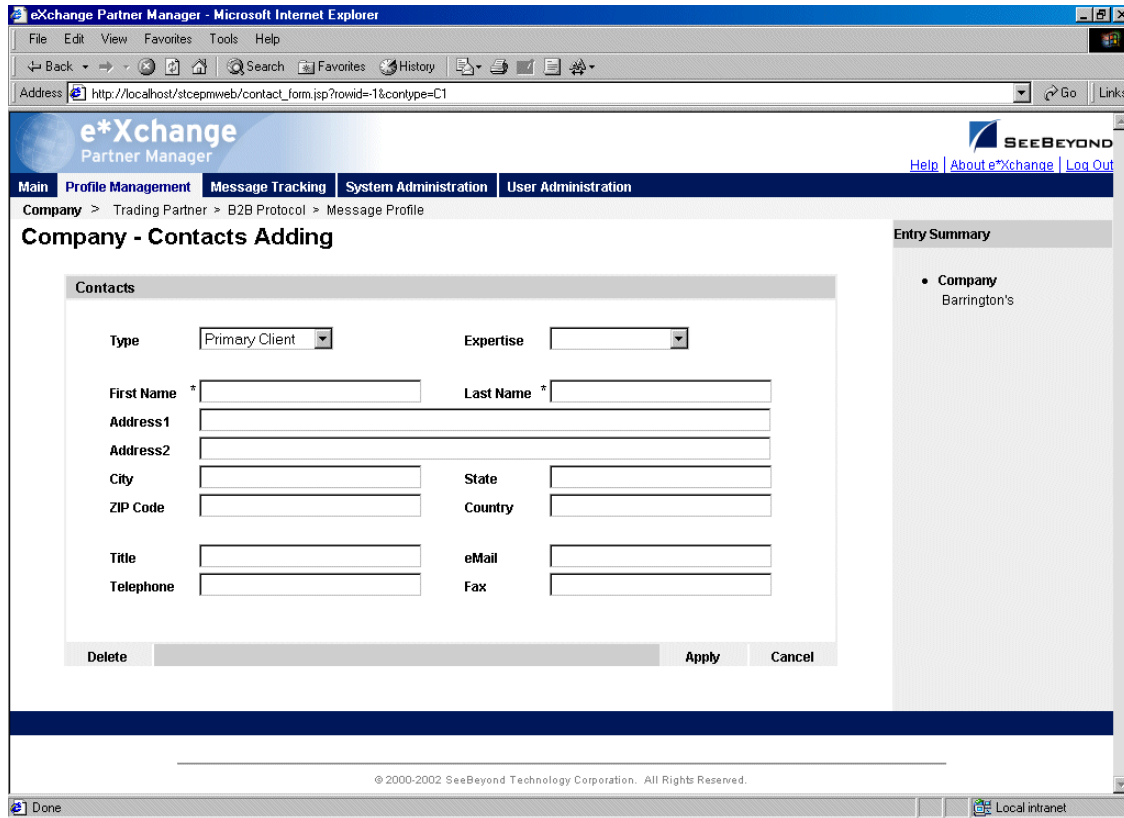 eXchange Partner Manager - Microsoft Internet Explorer
File Edit View Favorites Tools Help
Back Search Favorites History
Address http://localhost/stcepmweb/contact_form.jsp?rowid=-1&contype=C1 Go Links
e*Xchange
Partner Manager
SEEBEYOND
Help | About e*Xchange | Log Out
Main Profile Management Message Tracking System Administration User Administration
Company > Trading Partner > B2B Protocol > Message Profile
Company - Contacts Adding
Entry Summary
• Company
Barrington's
Contacts
Type Primary Client Expertise
First Name * Last Name *
Address1
Address2
City State
ZIP Code Country
Title eMail
Telephone Fax
Delete Apply Cancel
© 2000-2002 SeeBeyond Technology Corporation. All Rights Reserved.
Done Local intranet